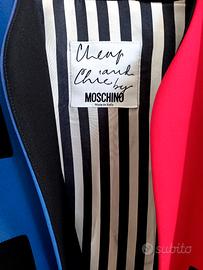 Cheap
and
Chic
by
MOSCHINO
Made in Italy
subito